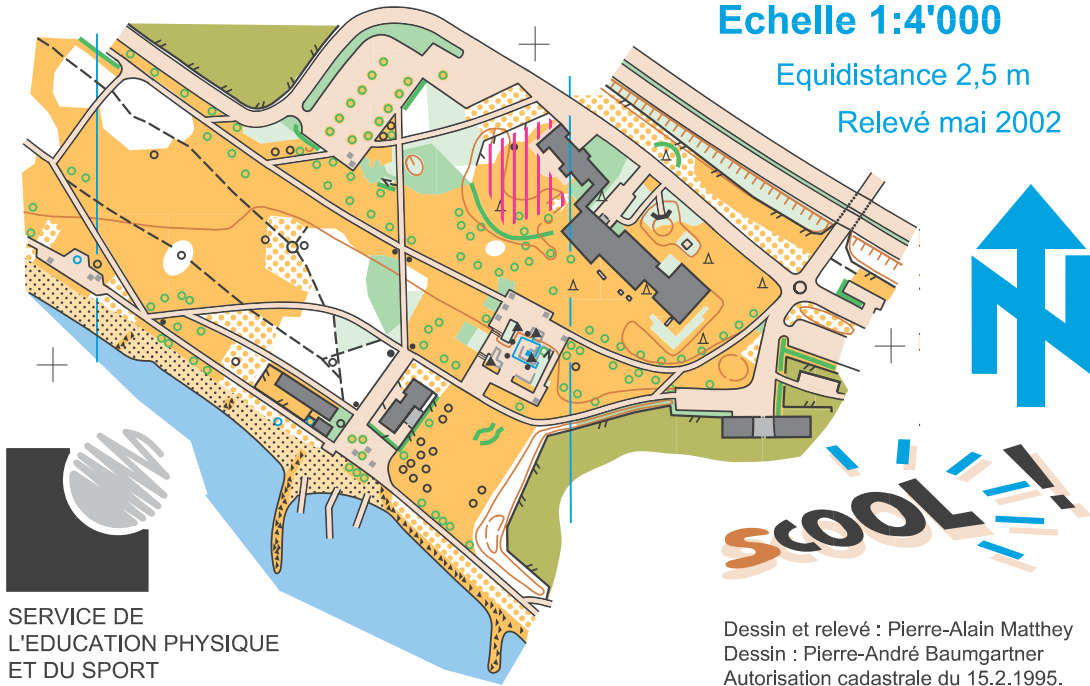 Echelle 1:4'000
Equidistance 2,5 m
Relevé mai 2002
N
SCOOL !
SERVICE DE
L'EDUCATION PHYSIQUE
ET DU SPORT
Dessin et relevé : Pierre-Alain Matthey
Dessin : Pierre-André Baumgartner
Autorisation cadastrale du 15.2.1995.